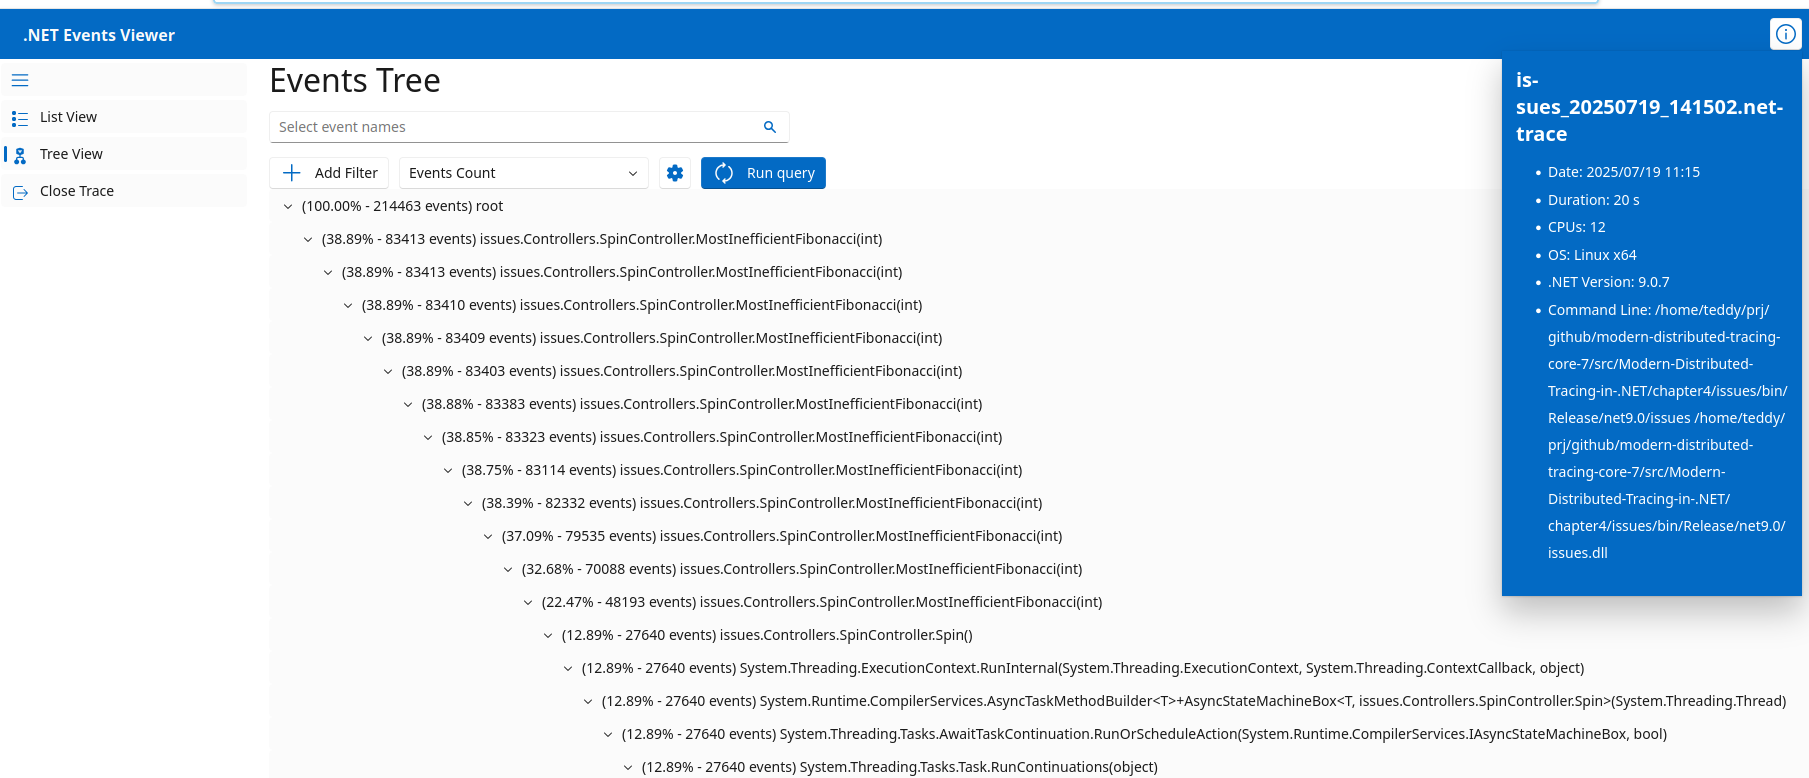 .NET Events Viewer
List View
Tree View
Close Trace
Events Tree
Select event names
Add Filter
Events Count
Run query
(100.00% - 214463 events) root
(38.89% - 83413 events) issues.Controllers.SpinController.MostInefficientFibonacci(int)
(38.89% - 83413 events) issues.Controllers.SpinController.MostInefficientFibonacci(int)
(38.89% - 83410 events) issues.Controllers.SpinController.MostInefficientFibonacci(int)
(38.89% - 83409 events) issues.Controllers.SpinController.MostInefficientFibonacci(int)
(38.89% - 83403 events) issues.Controllers.SpinController.MostInefficientFibonacci(int)
(38.88% - 83383 events) issues.Controllers.SpinController.MostInefficientFibonacci(int)
(38.85% - 83323 events) issues.Controllers.SpinController.MostInefficientFibonacci(int)
(38.75% - 83114 events) issues.Controllers.SpinController.MostInefficientFibonacci(int)
(38.39% - 82332 events) issues.Controllers.SpinController.MostInefficientFibonacci(int)
(37.09% - 79535 events) issues.Controllers.SpinController.MostInefficientFibonacci(int)
(32.68% - 70088 events) issues.Controllers.SpinController.MostInefficientFibonacci(int)
(22.47% - 48193 events) issues.Controllers.SpinController.MostInefficientFibonacci(int)
(12.89% - 27640 events) issues.Controllers.SpinController.Spin()
(12.89% - 27640 events) System.Threading.ExecutionContext.RunInternal(System.Threading.ExecutionContext, System.Threading.ContextCallback, object)
(12.89% - 27640 events) System.Runtime.CompilerServices.AsyncTaskMethodBuilder<T>+AsyncStateMachineBox<T, issues.Controllers.SpinController.Spin>(System.Threading.Thread)
(12.89% - 27640 events) System.Threading.Tasks.AwaitTaskContinuation.RunOrScheduleAction(System.Runtime.CompilerServices.IAsyncStateMachineBox, bool)
(12.89% - 27640 events) System.Threading.Tasks.Task.RunContinuations(object)
is-
sues_20250719_141502.net-
trace
• Date: 2025/07/19 11:15
• Duration: 20 s
• CPUs: 12
• OS: Linux x64
• .NET Version: 9.0.7
• Command Line: /home/teddy/prj/
github/modern-distributed-tracing-
core-7/src/Modern-Distributed-
Tracing-in-.NET/chapter4/issues/bin/
Release/net9.0/issues /home/teddy/
prj/github/modern-distributed-
tracing-core-7/src/Modern-
Distributed-Tracing-in-.NET/
chapter4/issues/bin/Release/net9.0/
issues.dll